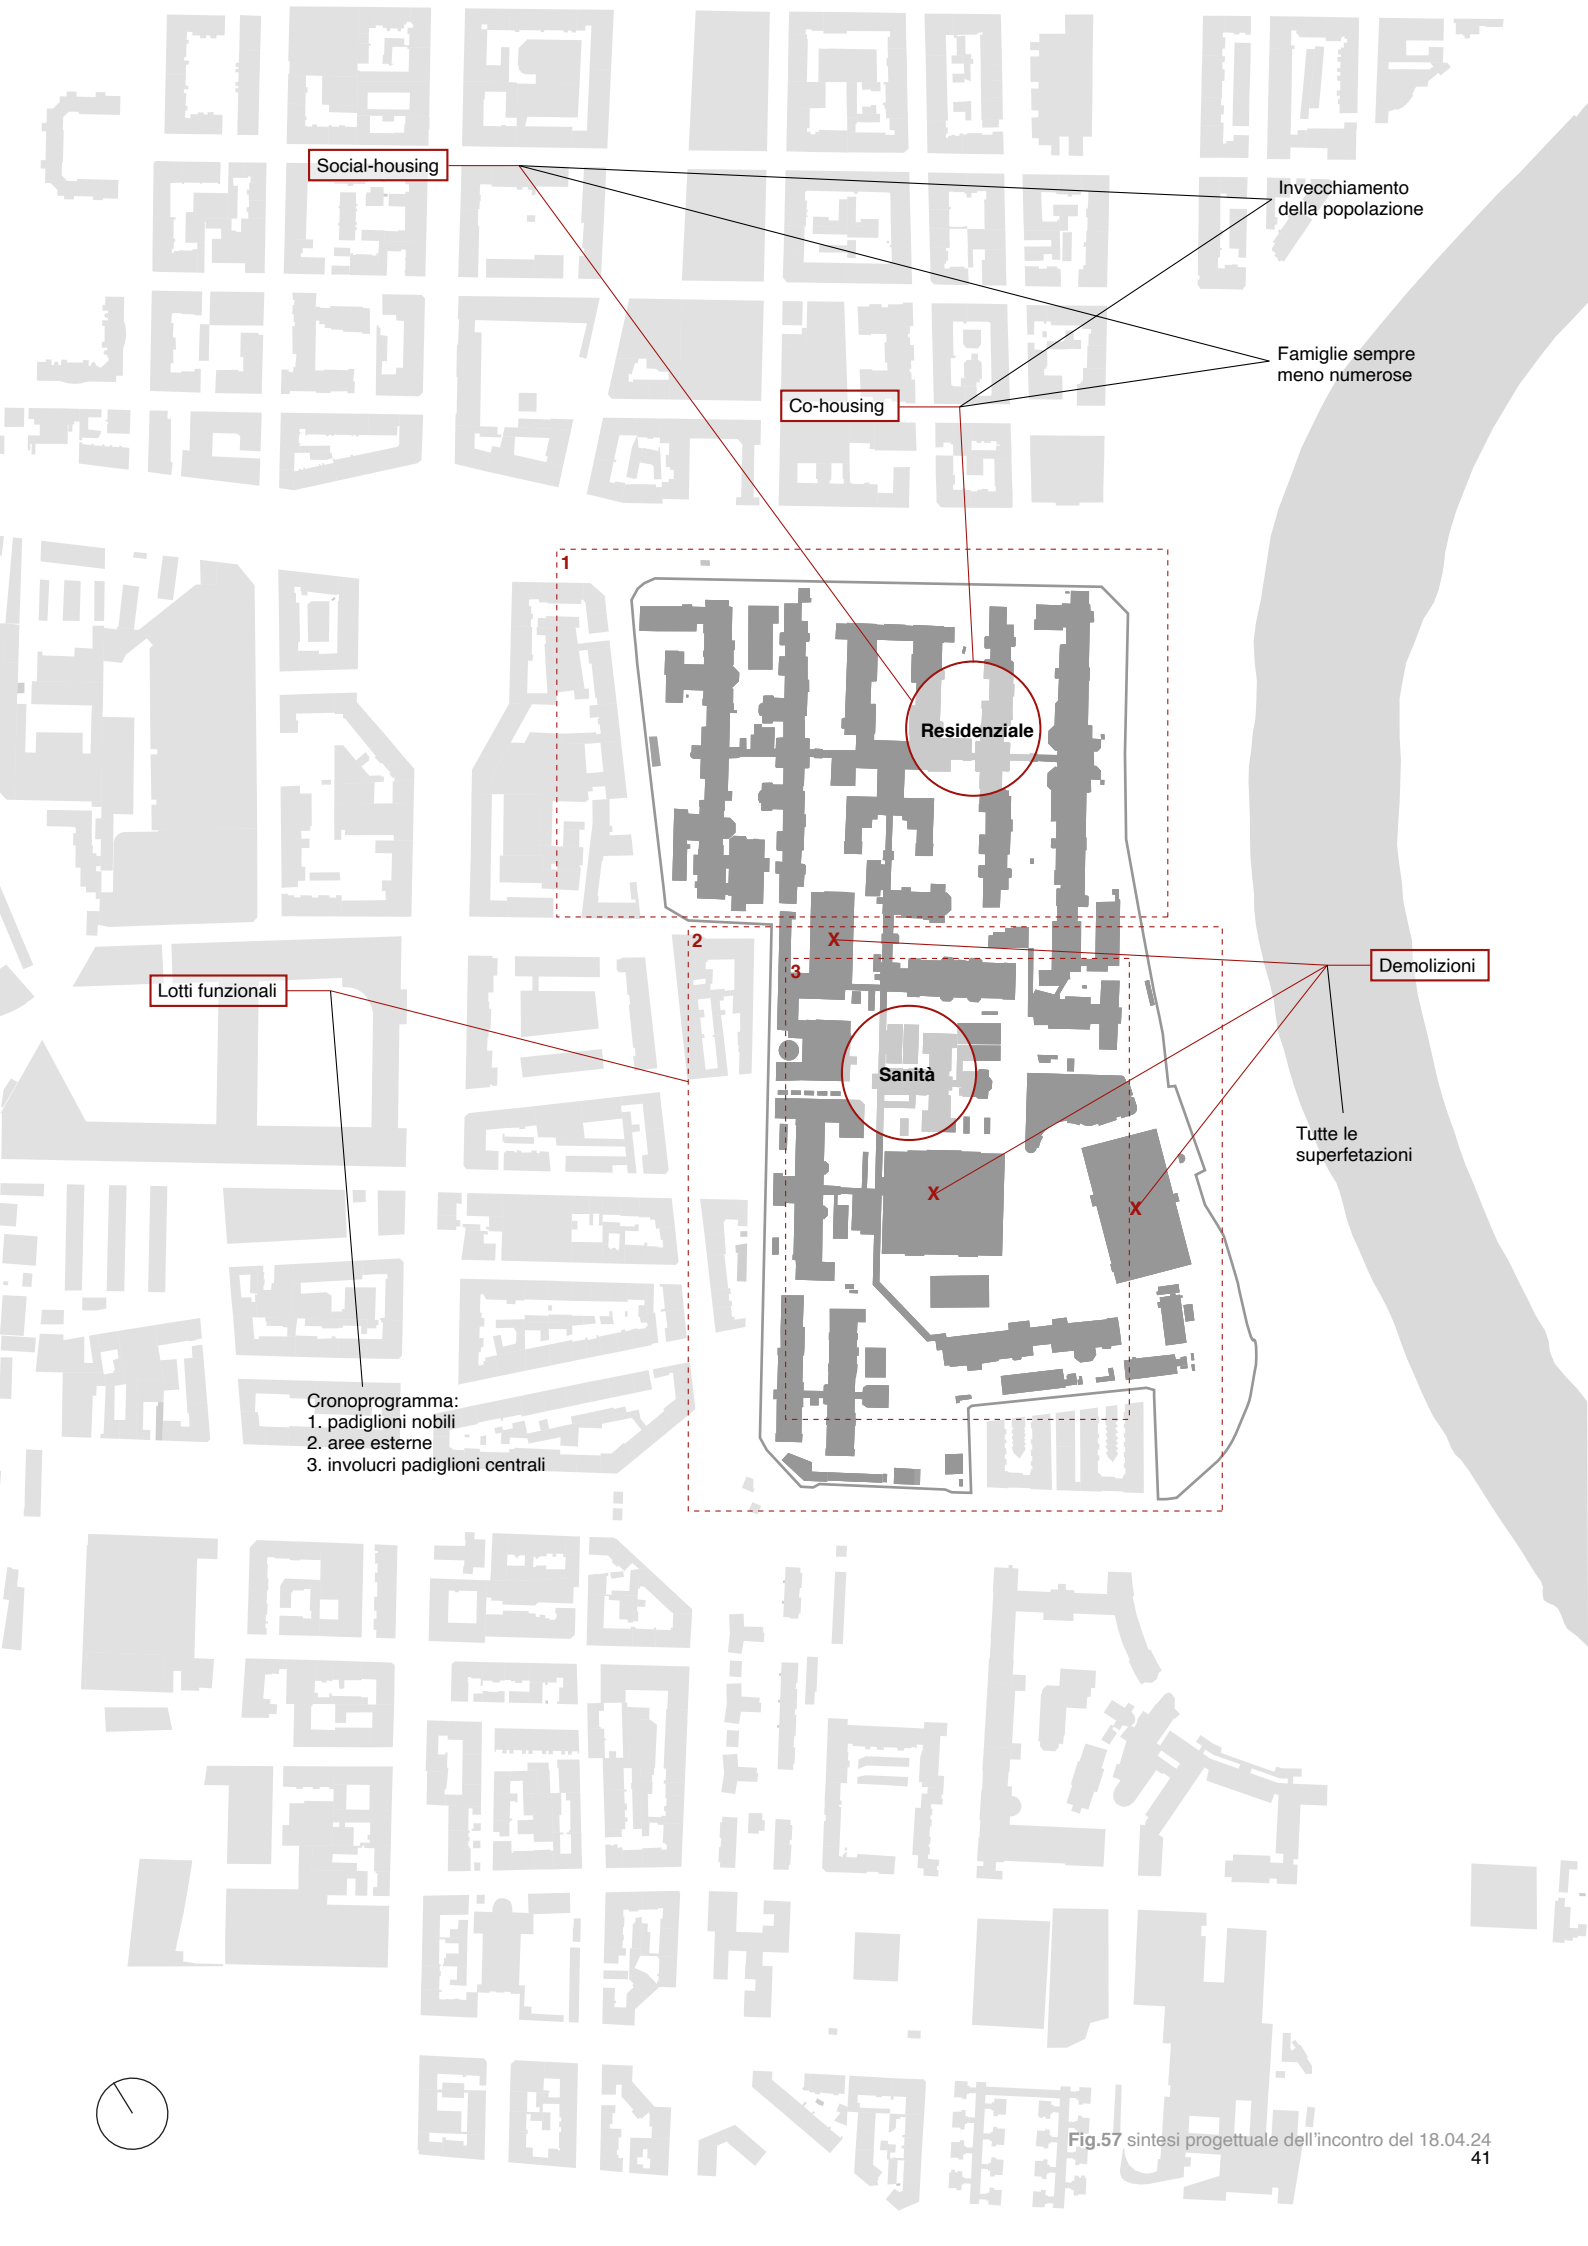 Social-housing
Invecchiamento
della popolazione
Famiglie sempre
meno numerose
Co-housing
1
Residenziale
2
X
3
Demolizioni
Lotti funzionali
Sanità
Tutte le
superfetazioni
X
X
Cronoprogramma:
1. padiglioni nobili
2. aree esterne
3. involucri padiglioni centrali
Fig.57 sintesi progettuale dell'incontro del 18.04.24
41